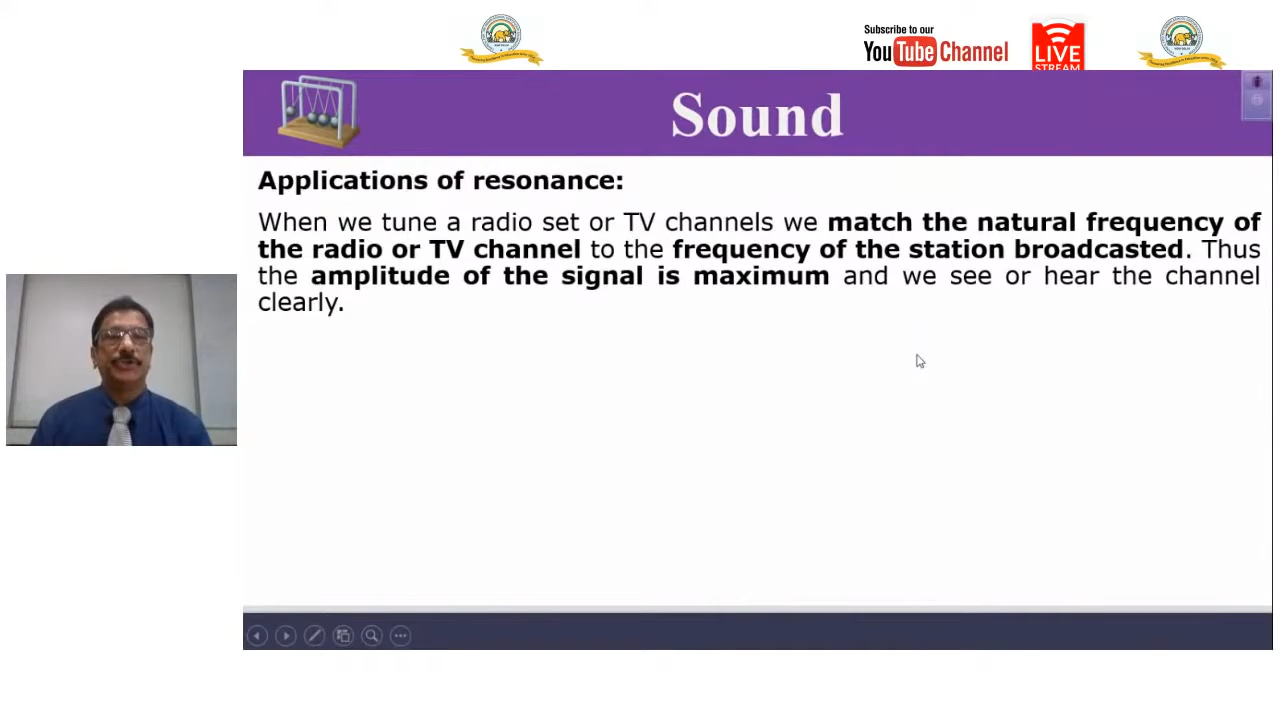 Subscribe to our
YouTube Channel
LIVE
STREAM
Sound
Applications of resonance:
When we tune a radio set or TV channels we match the natural frequency of
the radio or TV channel to the frequency of the station broadcasted. Thus
the amplitude of the signal is maximum and we see or hear the channel
clearly.